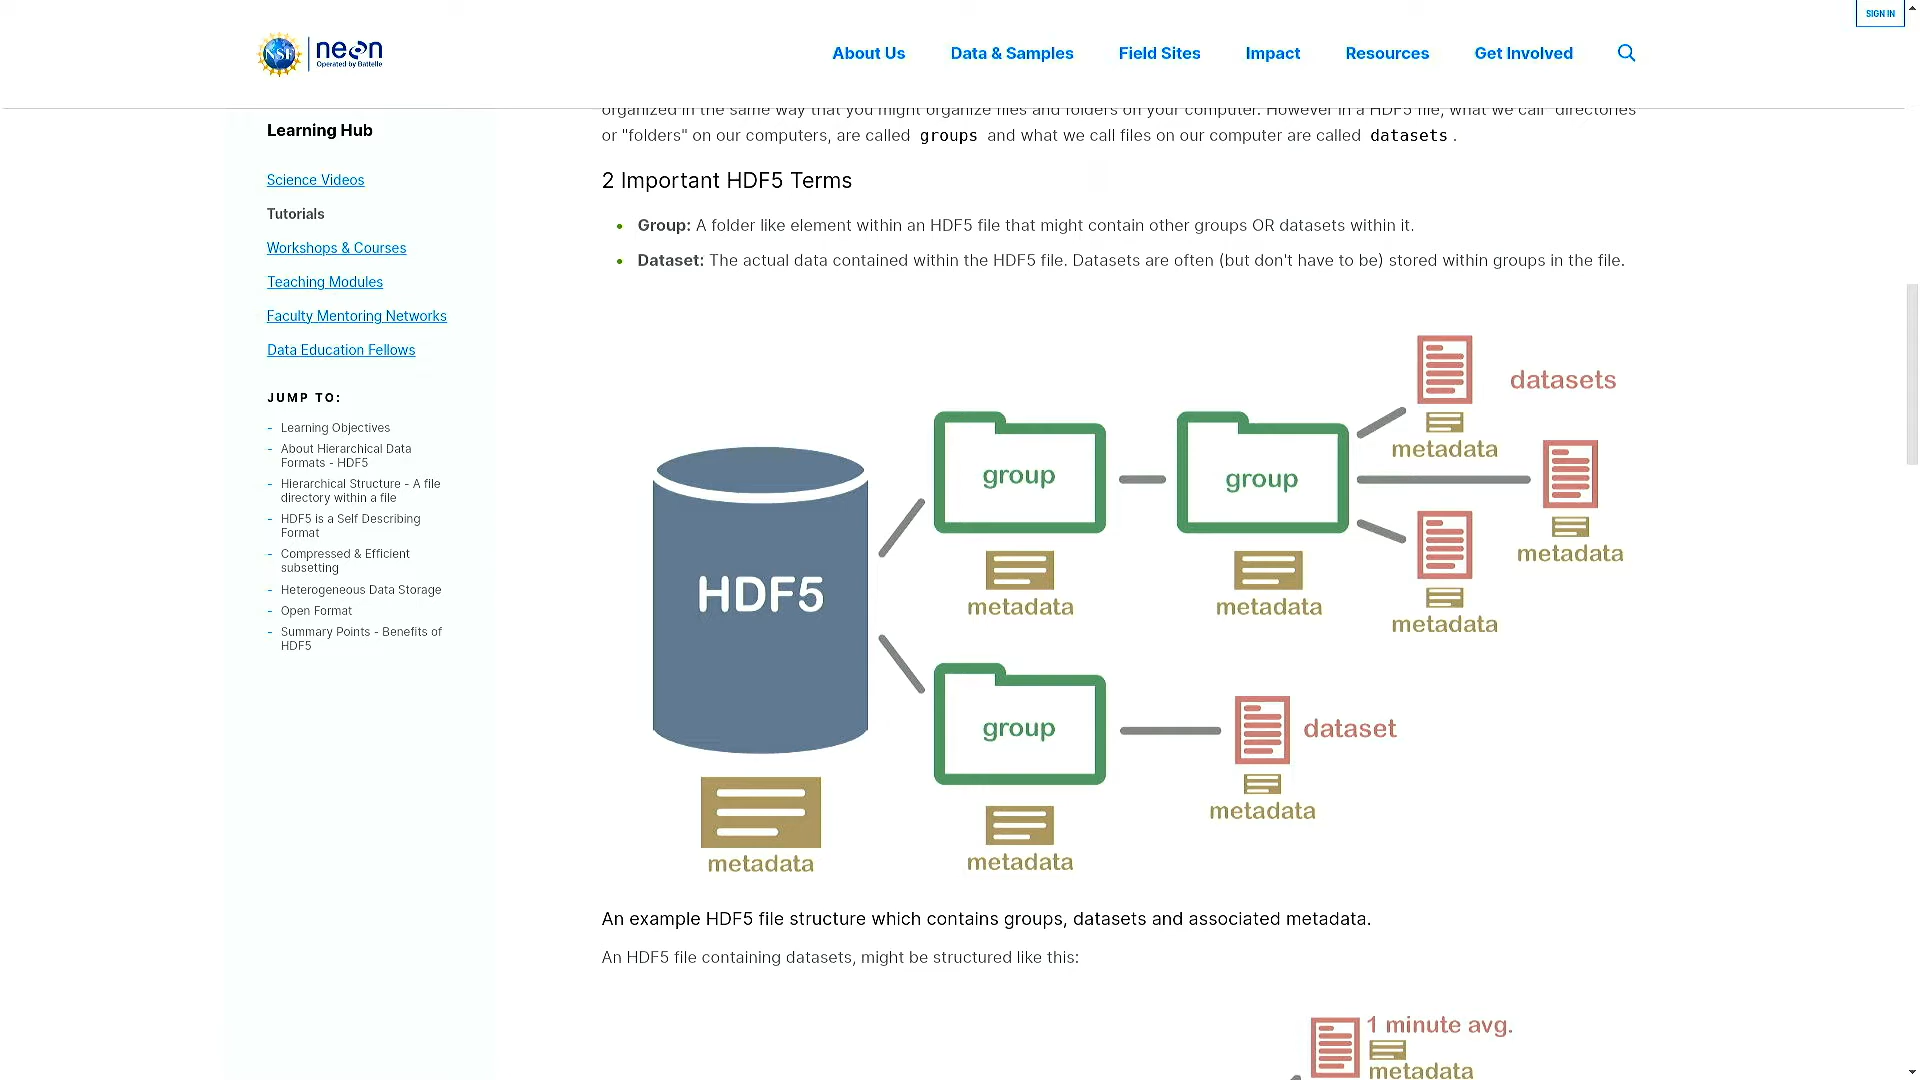 SIGN IN
NSF
neon
Operated by Battelle
About Us
Data & Samples
Field Sites
Impact
Resources
Get Involved
Learning Hub
Science Videos
Tutorials
Workshops & Courses
Teaching Modules
Faculty Mentoring Networks
Data Education Fellows
JUMP TO:
- Learning Objectives
- About Hierarchical Data
Formats - HDF5
- Hierarchical Structure - A file
directory within a file
- HDF5 is a Self Describing
Format
- Compressed & Efficient
subsetting
- Heterogeneous Data Storage
- Open Format
- Summary Points - Benefits of
HDF5
organized in the same way that you might organize files and folders on your computer. However in a HDF5 file, what we call "directories
or "folders" on our computers, are called groups and what we call files on our computer are called datasets .
2 Important HDF5 Terms
• Group: A folder like element within an HDF5 file that might contain other groups OR datasets within it.
• Dataset: The actual data contained within the HDF5 file. Datasets are often (but don't have to be) stored within groups in the file.
datasets
metadata
group
group
metadata
HDF5
metadata
metadata
metadata
group
dataset
metadata
metadata
metadata
An example HDF5 file structure which contains groups, datasets and associated metadata.
An HDF5 file containing datasets, might be structured like this:
1 minute avg.
metadata